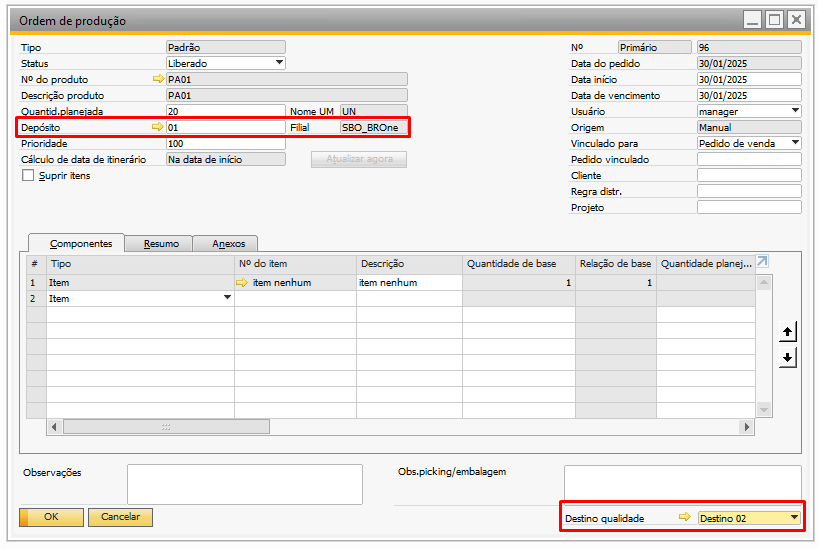 Ordem de produção
Tipo Padrão Nº Primário 96
Status Liberado Data do pedido 30/01/2025
Nº do produto PA01 Data início 30/01/2025
Descrição produto PA01 Data de vencimento 30/01/2025
Quantid.planejada 20 Nome UM UN Usuário manager
Depósito 01 Filial SBO_BROne Origem Manual
Prioridade 100 Vinculado para Pedido de venda
Cálculo de data de itinerário Na data de início Atualizar agora Pedido vinculado
Suprir itens Cliente
Regra distr.
Projeto
Componentes Resumo Anexos
# Tipo Nº do item Descrição Quantidade de base Relação de base Quantidade planej...
1 Item item nenhum item nenhum 1 1
2 Item
Observações Obs.picking/embalagem
OK Cancelar Destino qualidade Destino 02